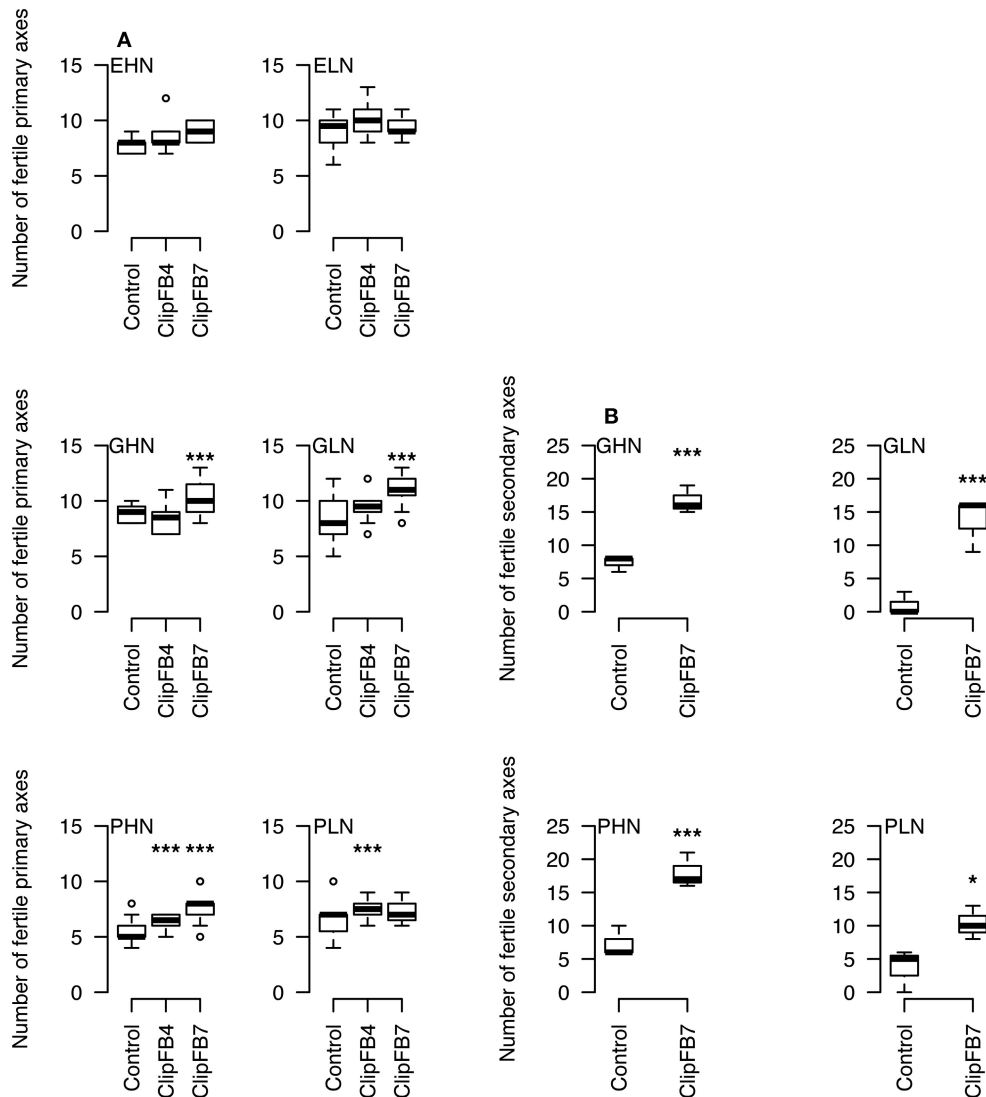 A
Number of fertile primary axes
EHN
15
10
5
0
Control
ClipFB4
ClipFB7
ELN
15
10
5
0
Control
ClipFB4
ClipFB7
Number of fertile primary axes
GHN
15
10
5
0
***
Control
ClipFB4
ClipFB7
GLN
15
10
5
0
***
Control
ClipFB4
ClipFB7
B
Number of fertile secondary axes
GHN
25
20
15
10
5
0
***
Control
ClipFB7
GLN
25
20
15
10
5
0
***
Control
ClipFB7
Number of fertile primary axes
PHN
15
10
5
0
*** ***
Control
ClipFB4
ClipFB7
PLN
15
10
5
0
***
Control
ClipFB4
ClipFB7
Number of fertile secondary axes
PHN
25
20
15
10
5
0
***
Control
ClipFB7
PLN
25
20
15
10
5
0
*
Control
ClipFB7